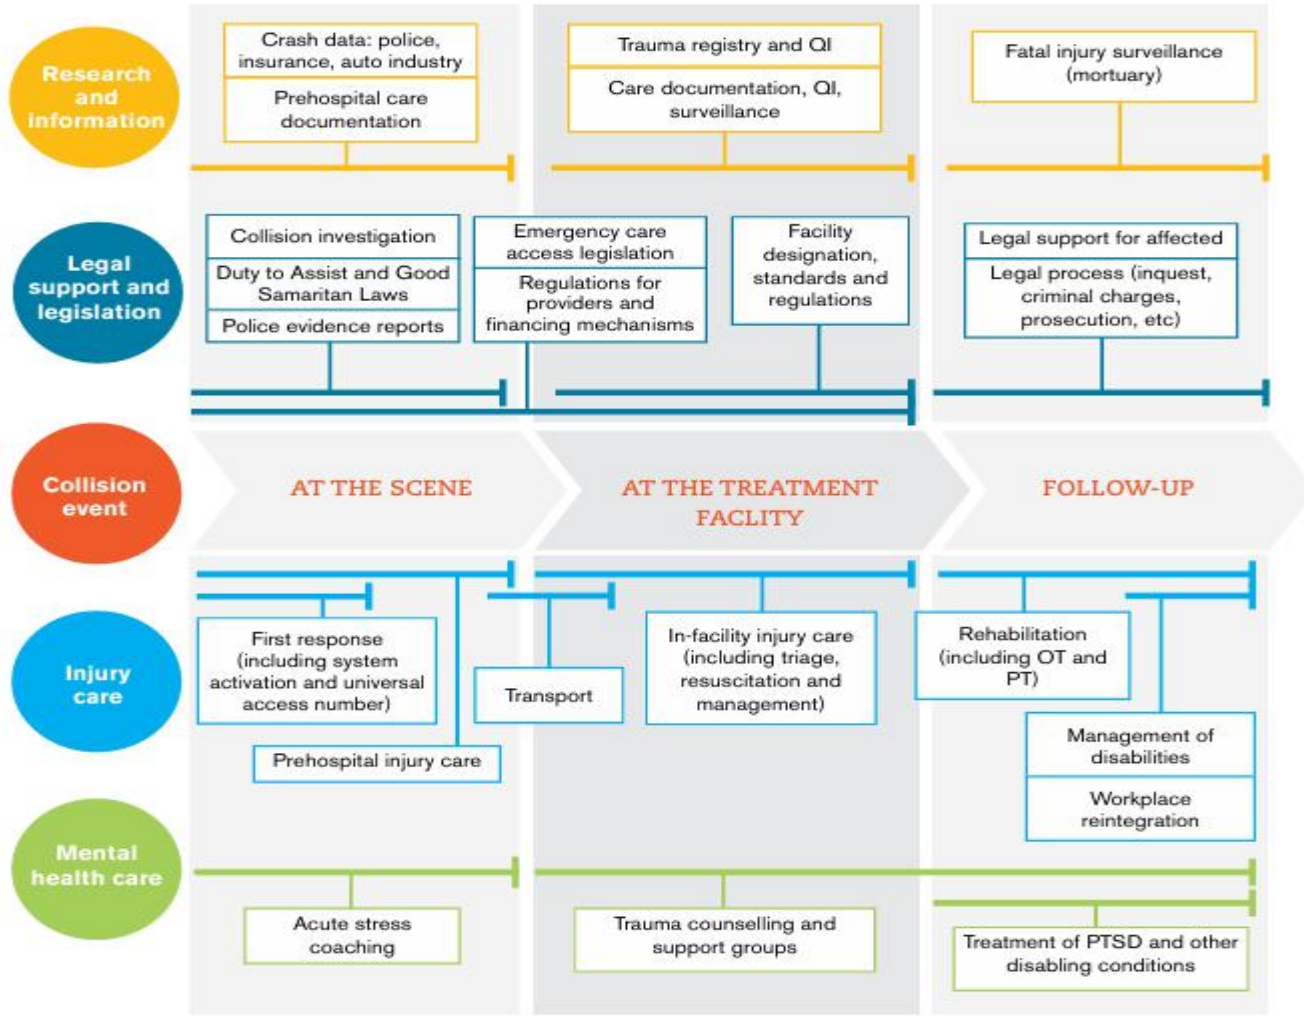 Research
and
information
Crash data: police,
insurance, auto industry
Prehospital care
documentation
Trauma registry and QI
Care documentation, QI,
surveillance
Fatal injury surveillance
(mortuary)
Legal
support and
legislation
Collision investigation
Duty to Assist and Good
Samaritan Laws
Police evidence reports
Emergency care
access legislation
Regulations for
providers and
financing mechanisms
Facility
designation,
standards and
regulations
Legal support for affected
Legal process (inquest,
criminal charges,
prosecution, etc)
Collision
event
AT THE SCENE
AT THE TREATMENT
FACLITY
FOLLOW-UP
Injury
care
First response
(including system
activation and universal
access number)
Prehospital injury care
Transport
In-facility injury care
(including triage,
resuscitation and
management)
Rehabilitation
(including OT and
PT)
Management of
disabilities
Workplace
reintegration
Mental
health care
Acute stress
coaching
Trauma counselling and
support groups
Treatment of PTSD and other
disabling conditions